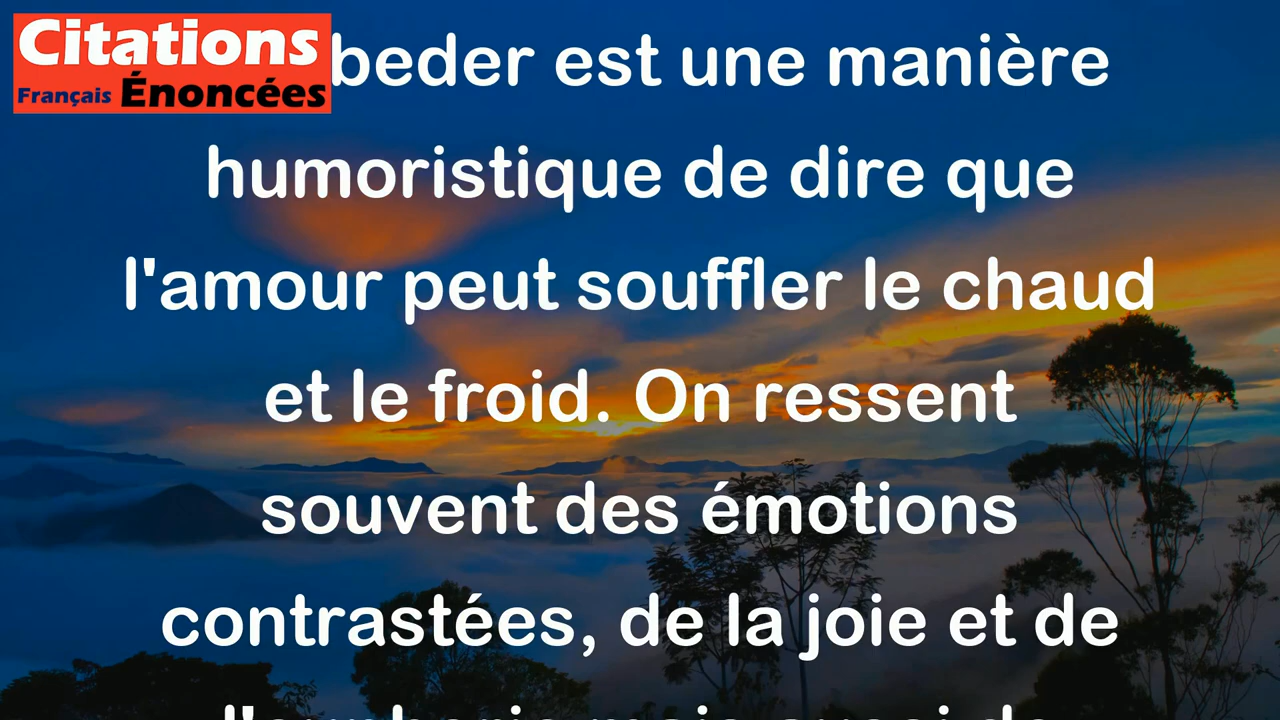 Citations
Français Énoncées
beder est une manière
humoristique de dire que
l'amour peut souffler le chaud
et le froid. On ressent
souvent des émotions
contrastées, de la joie et de